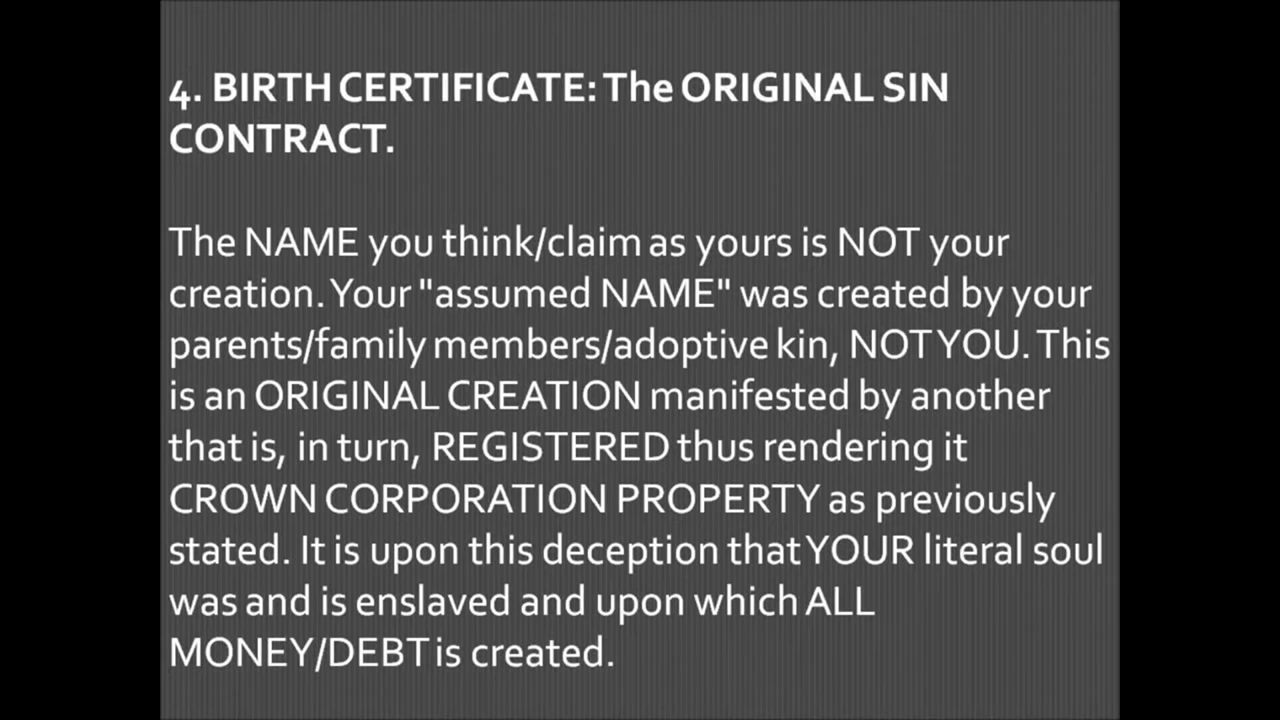 4. BIRTH CERTIFICATE: The ORIGINAL SIN
CONTRACT.
The NAME you think/claim as yours is NOT your
creation. Your "assumed NAME" was created by your
parents/family members/adoptive kin, NOT YOU. This
is an ORIGINAL CREATION manifested by another
that is, in turn, REGISTERED thus rendering it
CROWN CORPORATION PROPERTY as previously
stated. It is upon this deception that YOUR literal soul
was and is enslaved and upon which ALL
MONEY/DEBT is created.